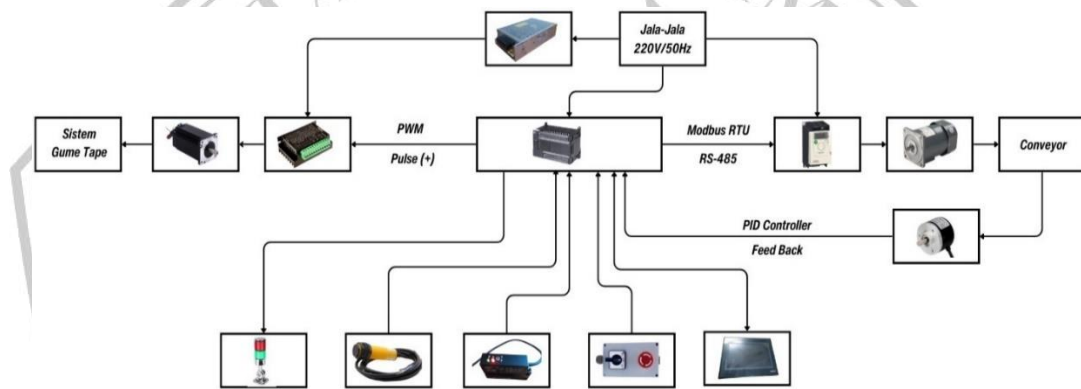 Jala-Jala
220V/50Hz
Sistem
Gume Tape
PWM
Pulse (+)
Modbus RTU
RS-485
Conveyor
PID Controller
Feed Back